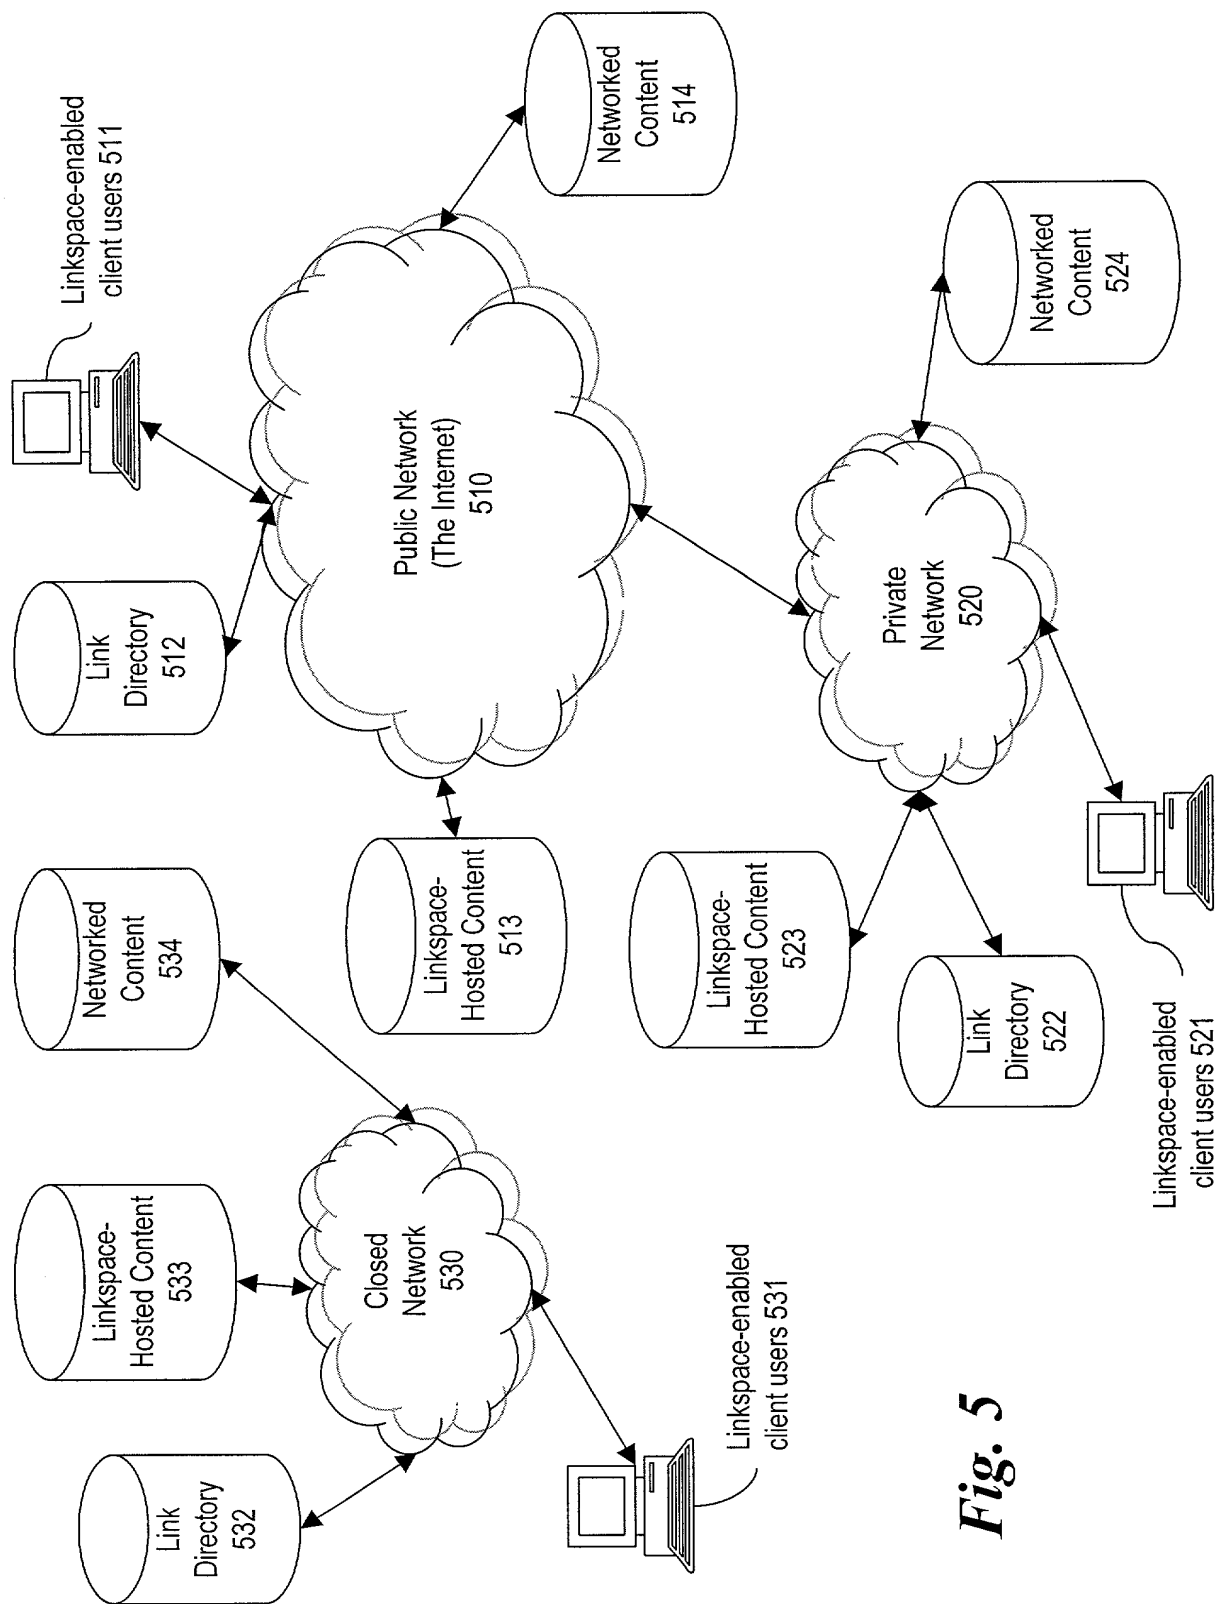 Link
Directory
532
Linkspace-
Hosted Content
533
Networked
Content
534
Link
Directory
512
Linkspace-enabled
client users 511
Closed
Network
530
Linkspace-
Hosted Content
513
Public Network
(The Internet)
510
Networked
Content
514
Linkspace-enabled
client users 531
Linkspace-
Hosted Content
523
Private
Network
520
Networked
Content
524
Link
Directory
522
Linkspace-enabled
client users 521
Fig. 5